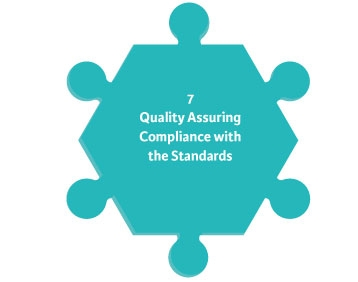 7
Quality Assuring
Compliance with
the Standards